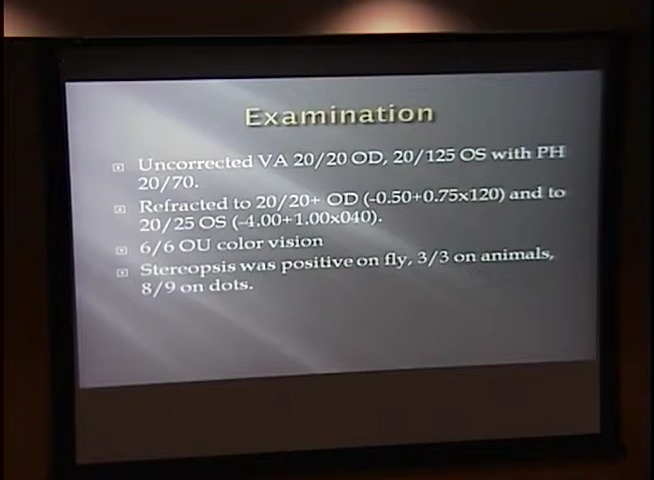 Examination
Uncorrected VA 20/20 OD, 20/125 OS with PH
20/70.
Refracted to 20/20+ OD (-0.50+0.75x120) and to
20/25 OS (-4.00+1.00x040).
6/6 OU color vision
Stereopsis was positive on fly, 3/3 on animals,
8/9 on dots.